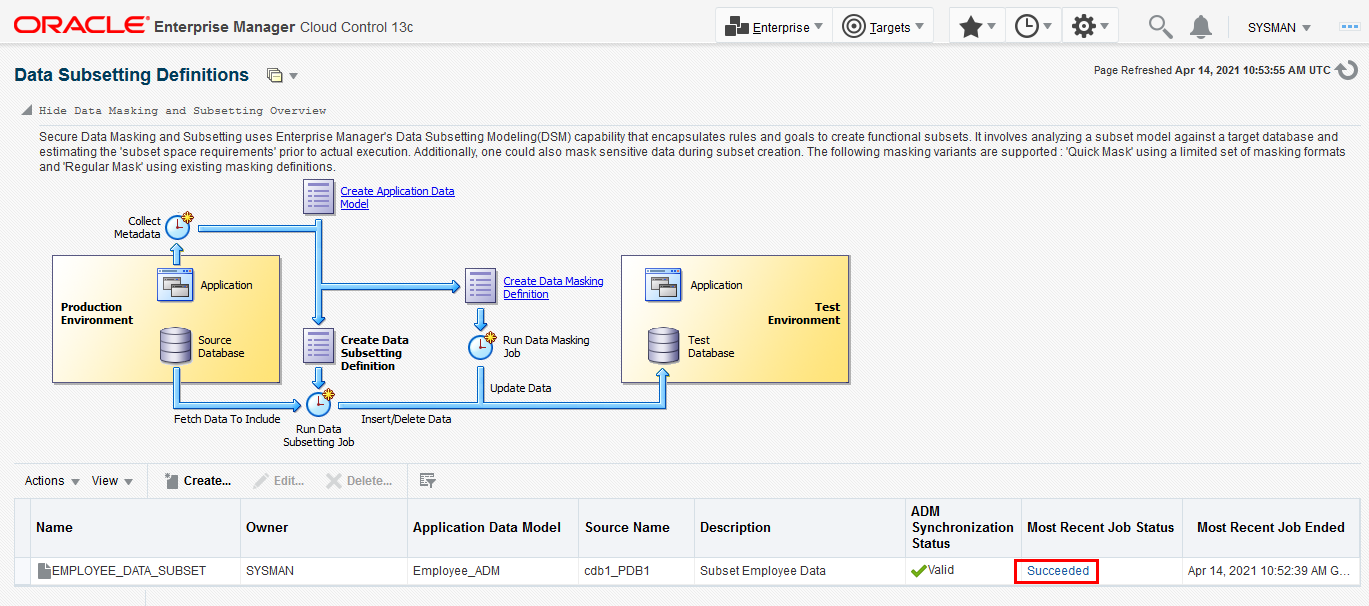 ORACLE® Enterprise Manager Cloud Control 13c
Enterprise
Targets
SYSMAN
Data Subsetting Definitions
Page Refreshed Apr 14, 2021 10:53:55 AM UTC
Hide Data Masking and Subsetting Overview
Secure Data Masking and Subsetting uses Enterprise Manager's Data Subsetting Modeling(DSM) capability that encapsulates rules and goals to create functional subsets. It involves analyzing a subset model against a target database and
estimating the 'subset space requirements' prior to actual execution. Additionally, one could also mask sensitive data during subset creation. The following masking variants are supported : 'Quick Mask' using a limited set of masking formats
and 'Regular Mask' using existing masking definitions.
Create Application Data
Model
Collect
Metadata
Application
Production
Environment
Source
Database
Create Data Masking
Definition
Create Data
Subsetting
Definition
Run Data Masking
Job
Application
Test
Environment
Test
Database
Update Data
Fetch Data To Include
Insert/Delete Data
Run Data
Subsetting Job
Actions
View
Create...
Edit...
Delete...
Name
Owner
Application Data Model
Source Name
Description
ADM
Synchronization
Status
Most Recent Job Status
Most Recent Job Ended
EMPLOYEE_DATA_SUBSET
SYSMAN
Employee_ADM
cdb1_PDB1
Subset Employee Data
Valid
Succeeded
Apr 14, 2021 10:52:39 AM G...